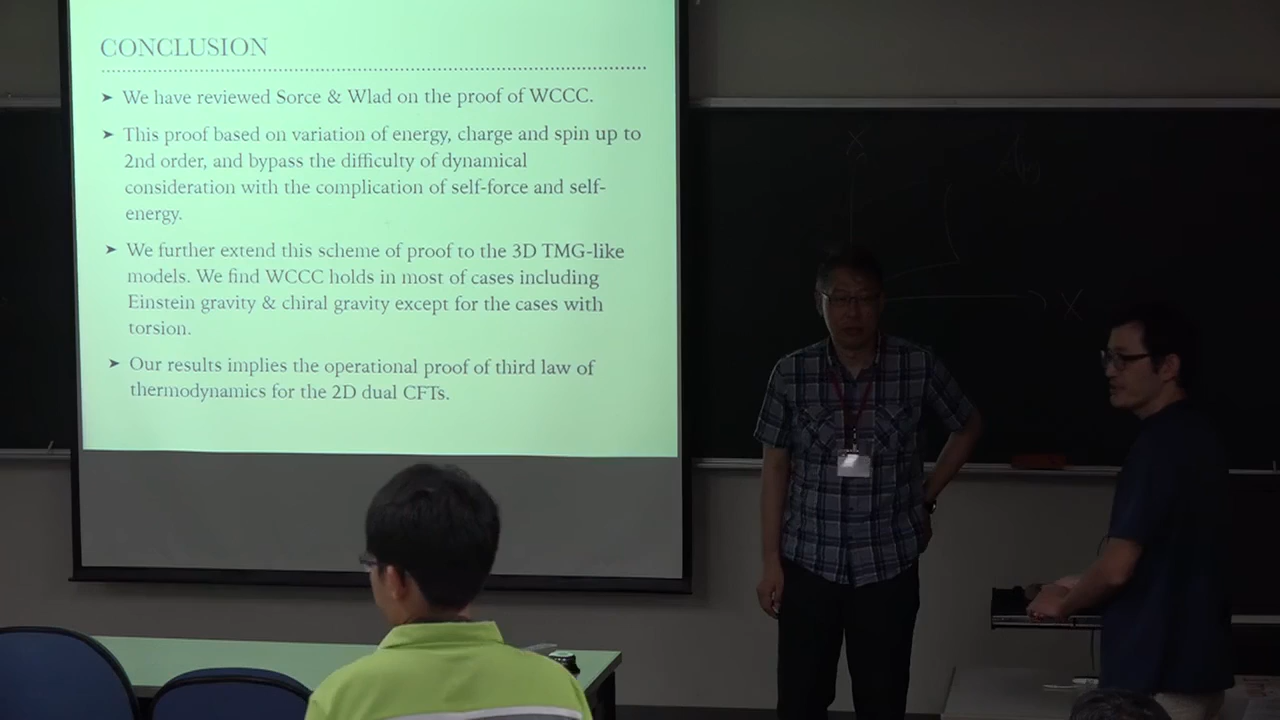 CONCLUSION
➤ We have reviewed Sorce & Wlad on the proof of WCCC.
➤ This proof based on variation of energy, charge and spin up to
2nd order, and bypass the difficulty of dynamical
consideration with the complication of self-force and self-
energy.
➤ We further extend this scheme of proof to the 3D TMG-like
models. We find WCCC holds in most of cases including
Einstein gravity & chiral gravity except for the cases with
torsion.
➤ Our results implies the operational proof of third law of
thermodynamics for the 2D dual CFTs.
X
X